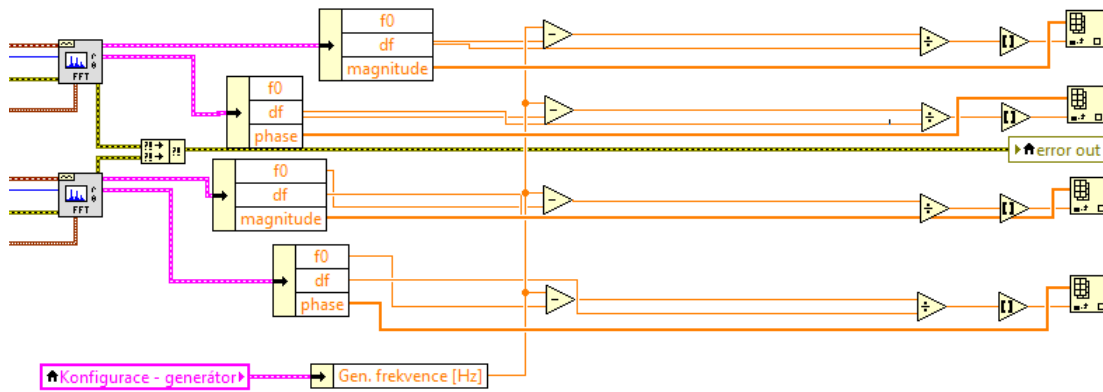 f0
df
magnitude
FFT
f0
df
phase
error out
f0
df
magnitude
FFT
f0
df
phase
Konfigurace - generátor
Gen. frekvence [Hz]